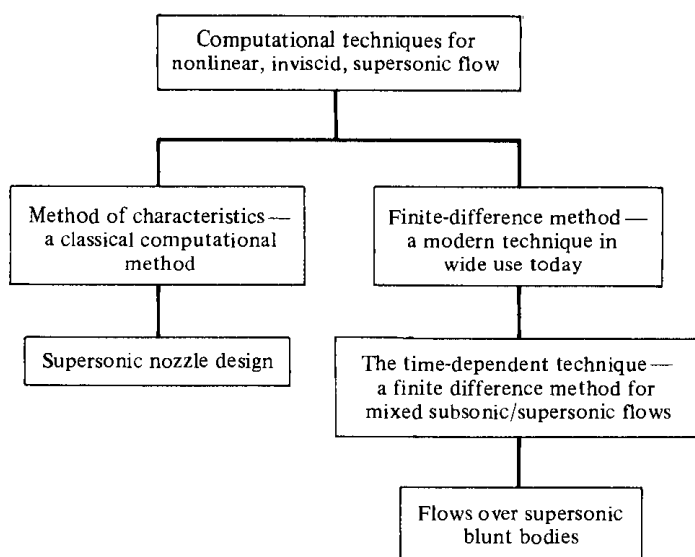 Computational techniques for
nonlinear, inviscid, supersonic flow
Method of characteristics —
a classical computational
method
Finite-difference method —
a modern technique in
wide use today
Supersonic nozzle design
The time-dependent technique —
a finite difference method for
mixed subsonic/supersonic flows
Flows over supersonic
blunt bodies